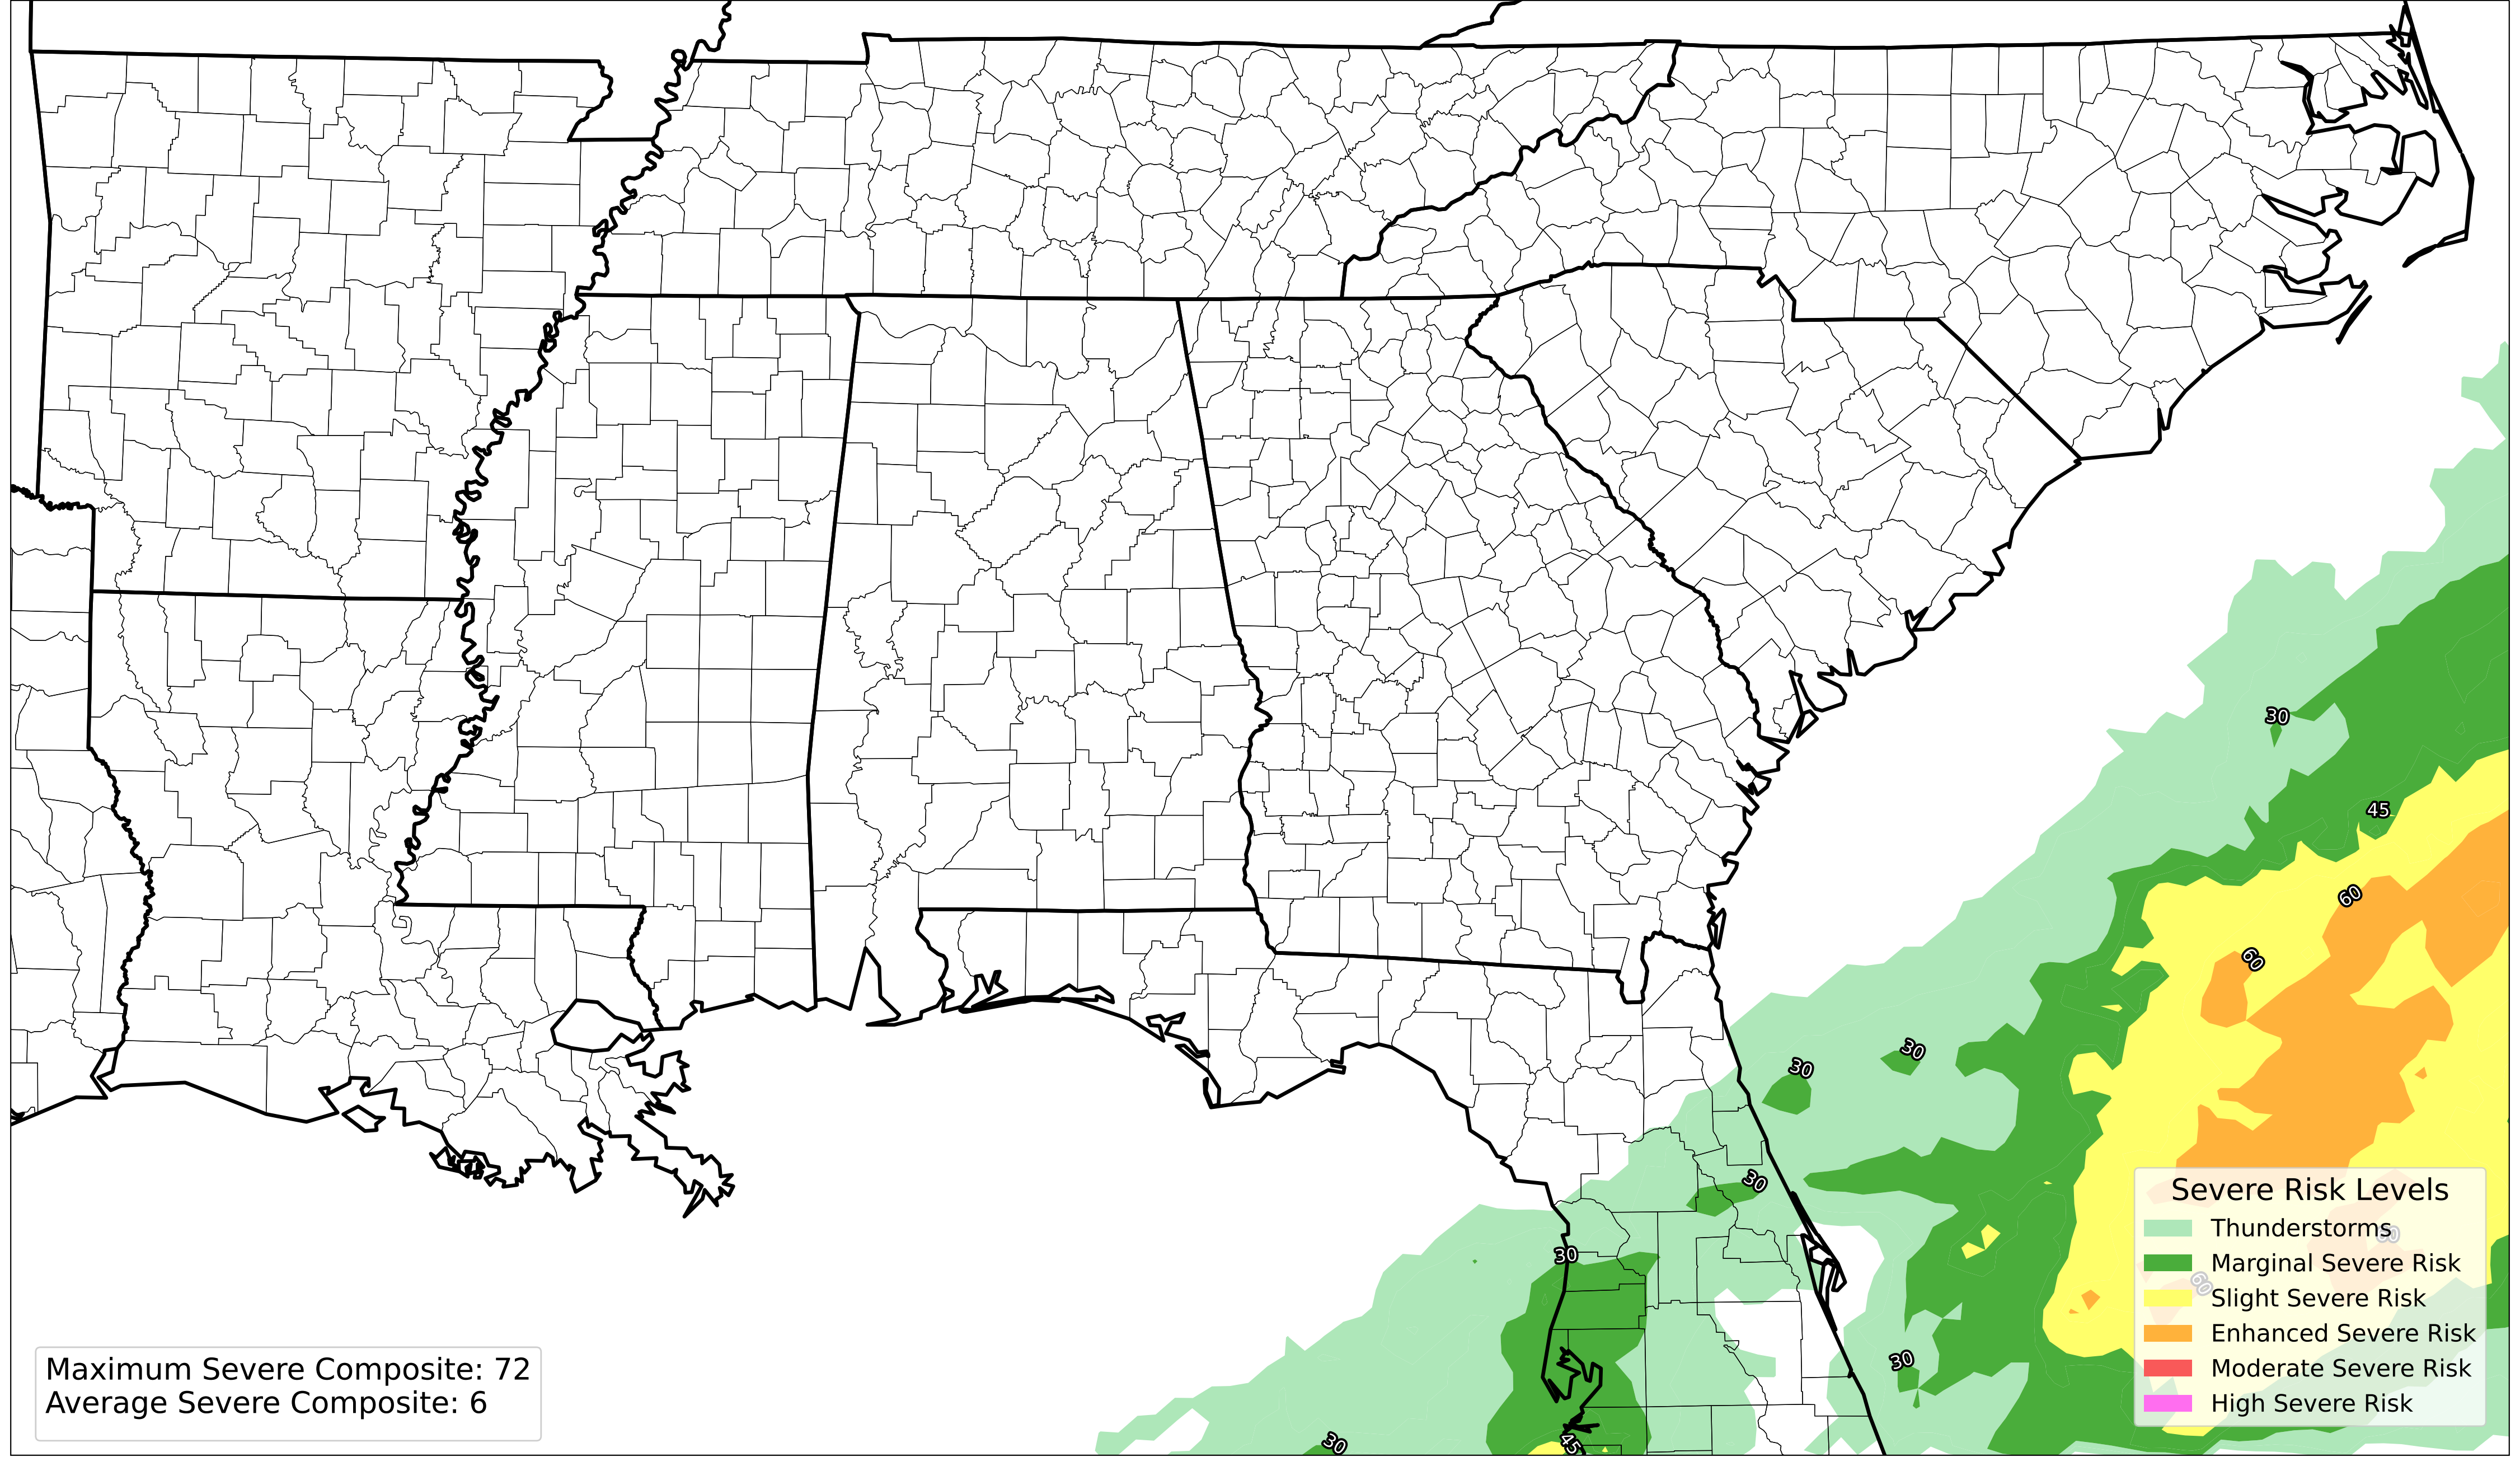 30
45
60
60
30
30
30
30
Severe Risk Levels
Thunderstorms
60
Marginal Severe Risk
60
Slight Severe Risk
Enhanced Severe Risk
Moderate Severe Risk
High Severe Risk
30
30
45
Maximum Severe Composite: 72
Average Severe Composite: 6